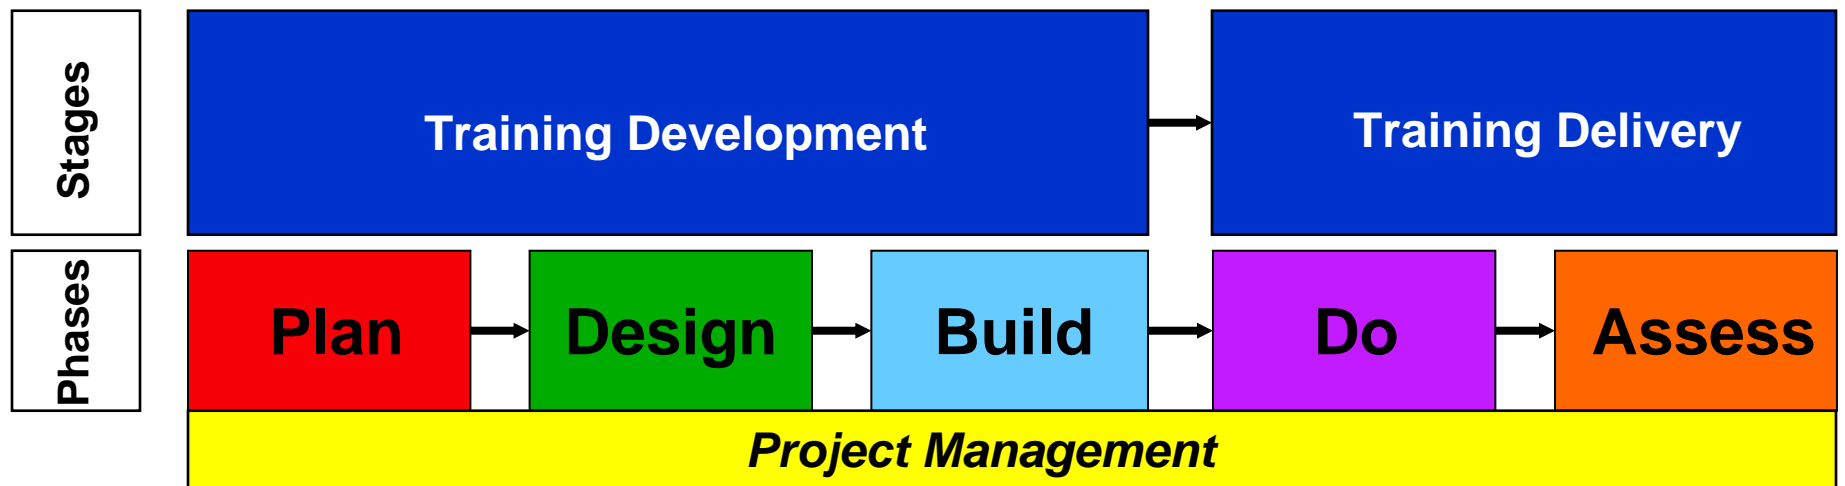 Stages
Training Development
Training Delivery
Phases
Plan
Design
Build
Do
Assess
Project Management